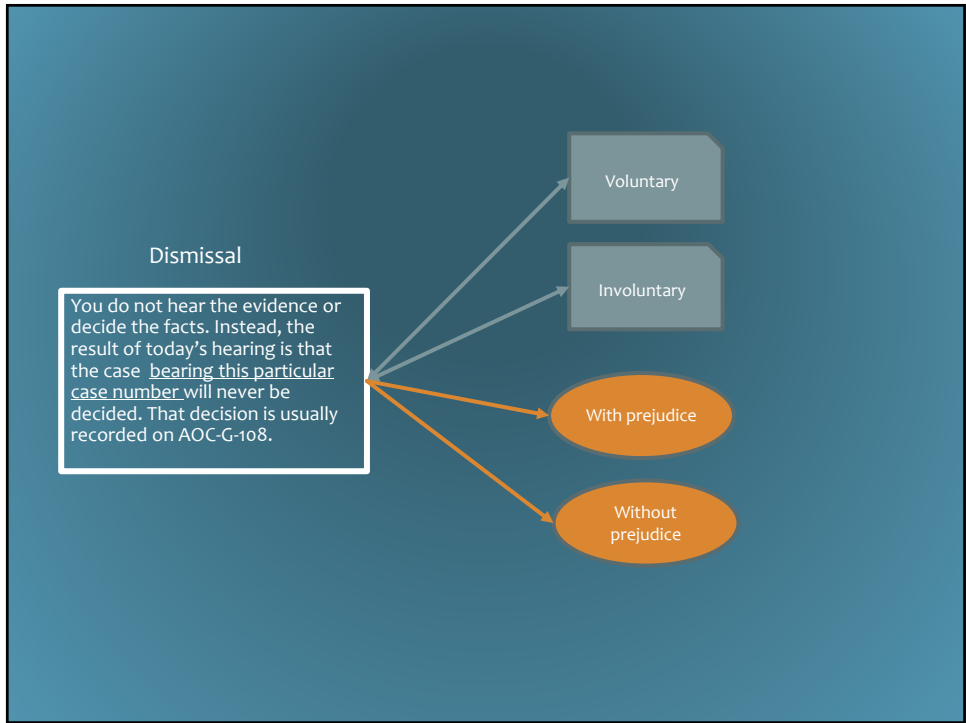 Dismissal
You do not hear the evidence or
decide the facts. Instead, the
result of today's hearing is that
the case bearing this particular
case number will never be
decided. That decision is usually
recorded on AOC-G-108.
Voluntary
Involuntary
With prejudice
Without
prejudice